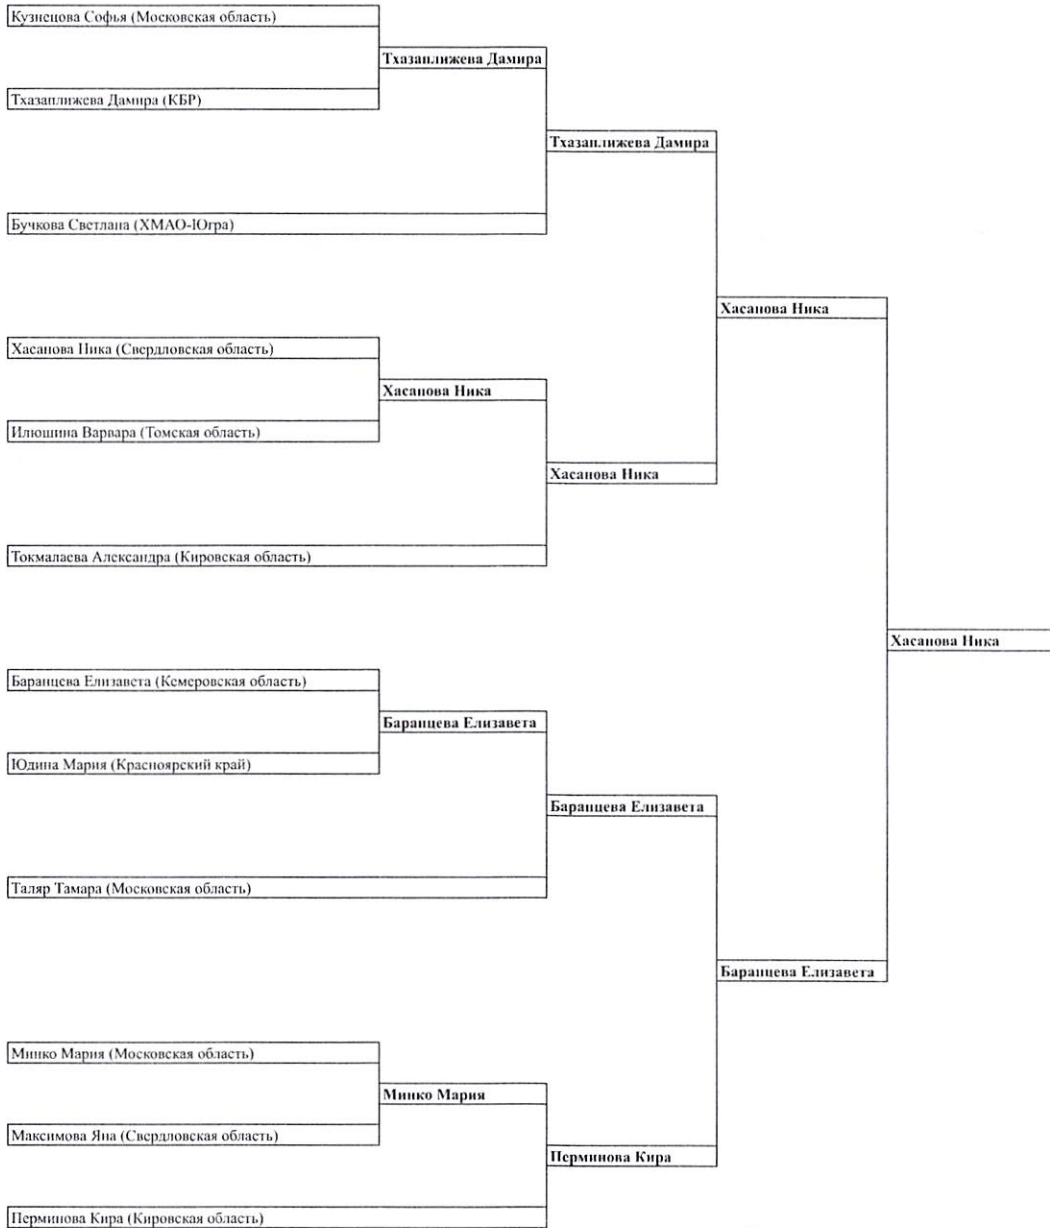 Кузнецова Софья (Московская область)
Тхазаплижева Дамира
Тхазаплижева Дамира (КБР)
Тхазаплижева Дамира
Бучкова Светлана (ХМАО-Югра)
Хасанова Ника
Хасанова Ника (Свердловская область)
Хасанова Ника
Илюшина Варвара (Томская область)
Хасанова Ника
Токмалаева Александра (Кировская область)
Хасанова Ника
Баранцева Елизавета (Кемеровская область)
Баранцева Елизавета
Юдина Мария (Красноярский край)
Баранцева Елизавета
Таляр Тамара (Московская область)
Баранцева Елизавета
Минко Мария (Московская область)
Минко Мария
Максимова Яна (Свердловская область)
Перминова Кира
Перминова Кира (Кировская область)